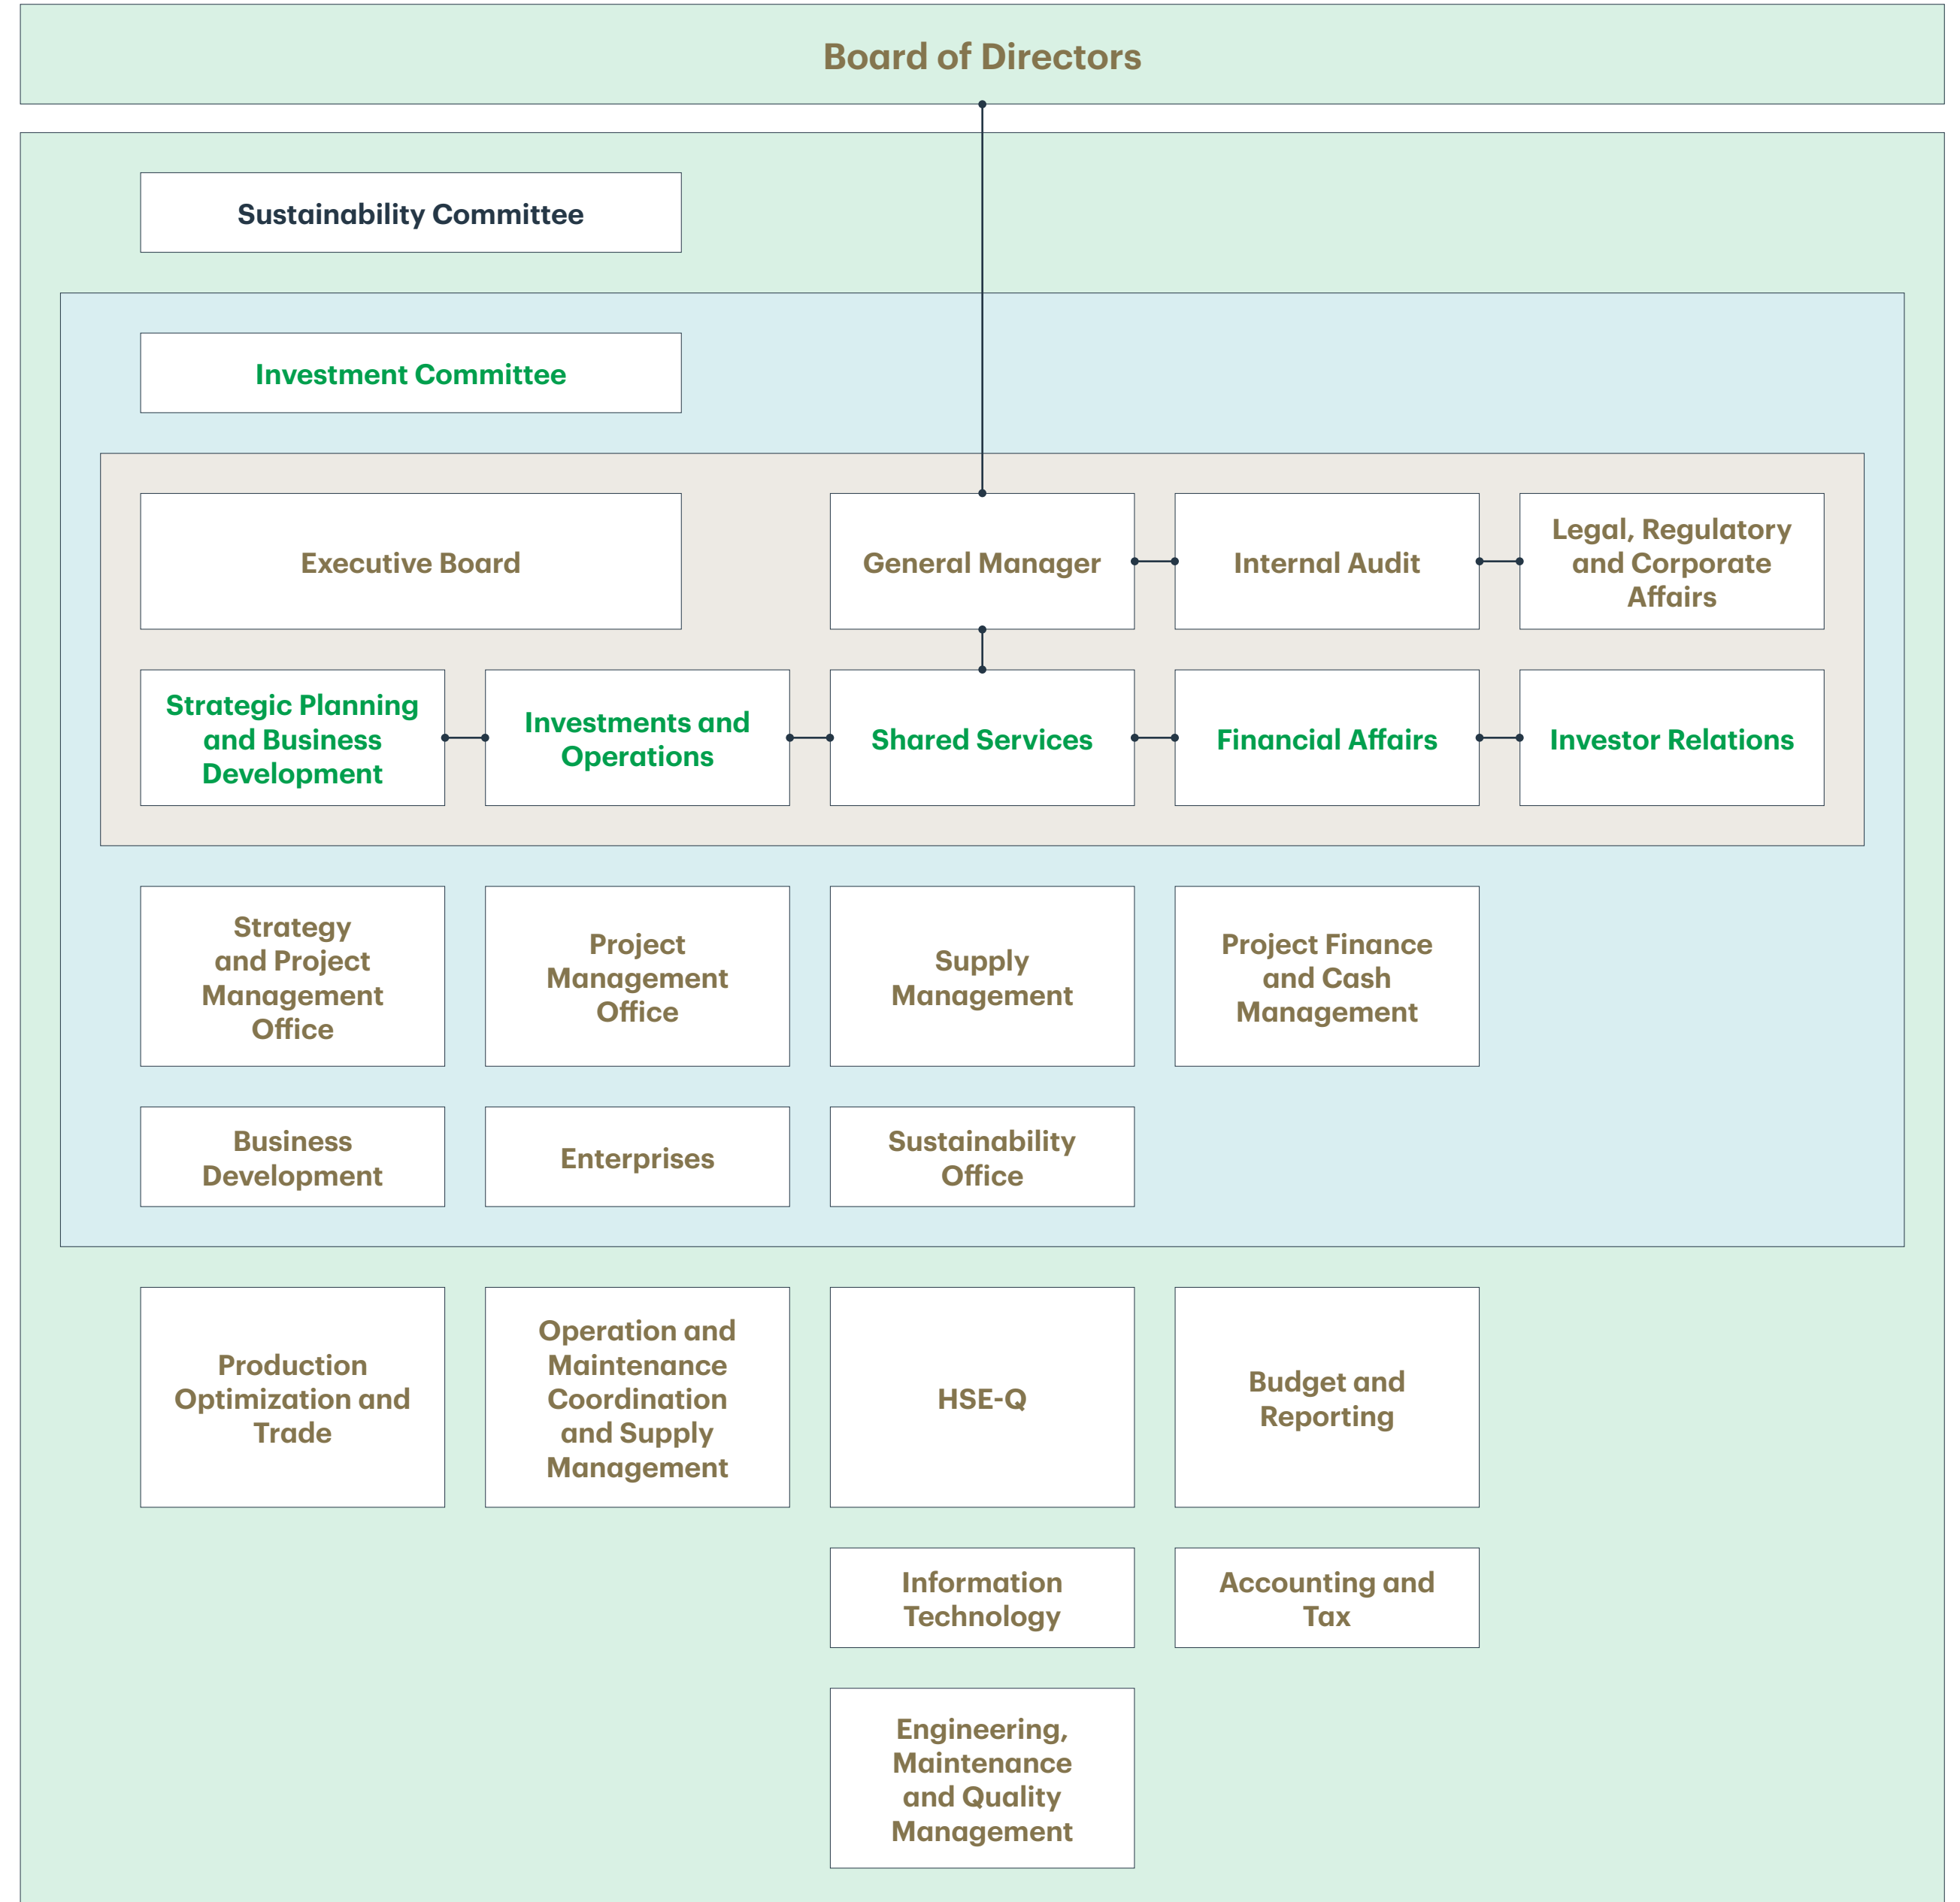 Board of Directors
Sustainability Committee
Investment Committee
Executive Board
General Manager
Internal Audit
Legal, Regulatory
and Corporate
Affairs
Strategic Planning
and Business
Development
Investments and
Operations
Shared Services
Financial Affairs
Investor Relations
Strategy
and Project
Management
Office
Project
Management
Office
Supply
Management
Project Finance
and Cash
Management
Business
Development
Enterprises
Sustainability
Office
Production
Optimization and
Trade
Operation and
Maintenance
Coordination
and Supply
Management
HSE-Q
Budget and
Reporting
Information
Technology
Accounting and
Tax
Engineering,
Maintenance
and Quality
Management